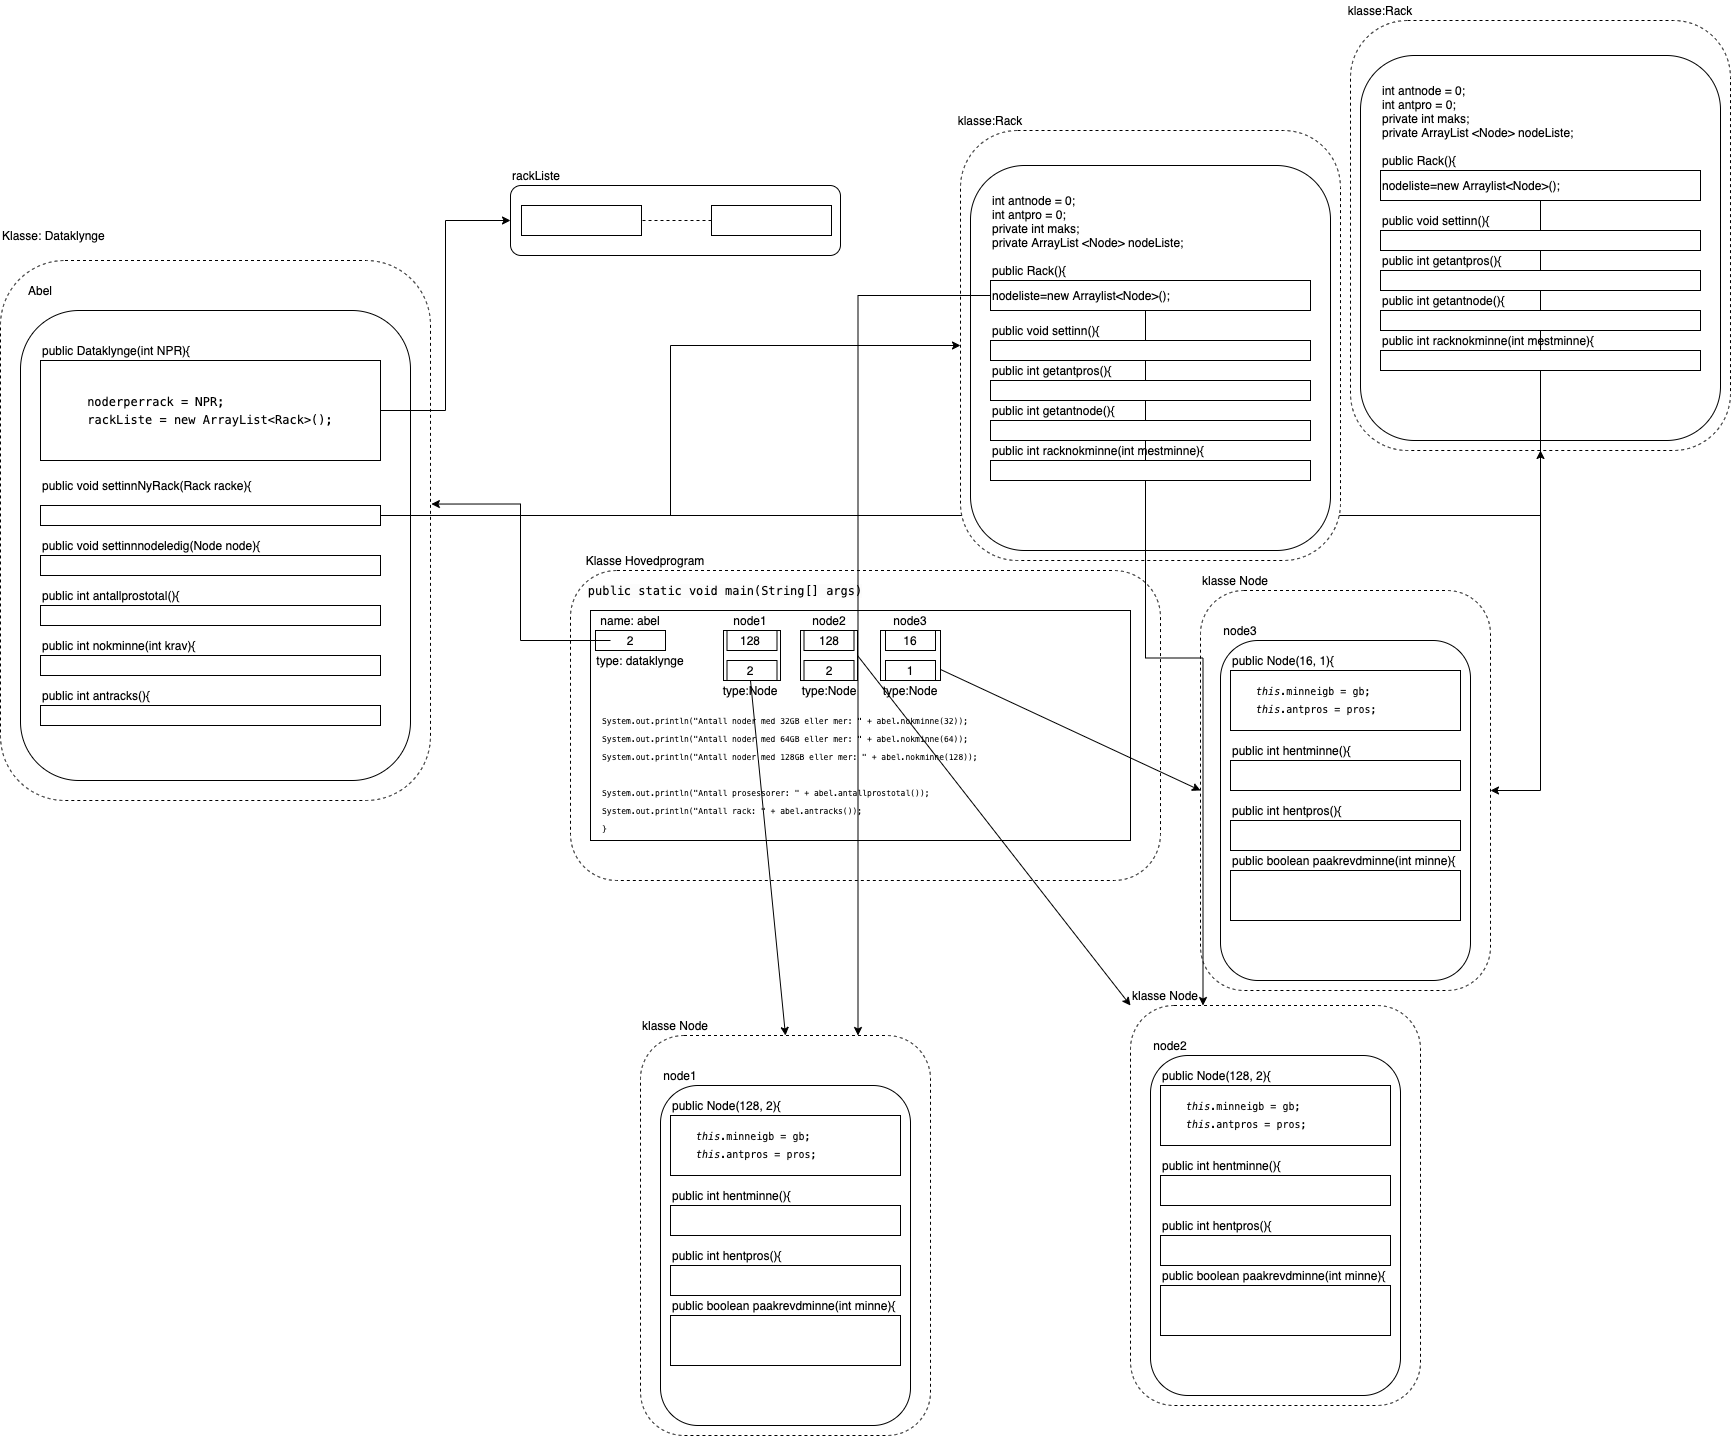 klasse:Rack
int antnode = 0;
int antpro = 0;
private int maks;
private ArrayList <Node> nodeListe;
public Rack(){
nodeliste=new Arraylist<Node>();
public void settinn(){
public int getantpros(){
public int getantnode(){
public int racknokminne(int mestminne){
klasse:Rack
int antnode = 0;
int antpro = 0;
private int maks;
private ArrayList <Node> nodeListe;
public Rack(){
nodeliste=new Arraylist<Node>();
public void settinn(){
public int getantpros(){
public int getantnode(){
public int racknokminne(int mestminne){
rackListe
Klasse: Dataklynge
Abel
public Dataklynge(int NPR){
noderperrack = NPR;
rackListe = new ArrayList<Rack>();
public void settinnNyRack(Rack racke){
public void settinnnodeledig(Node node){
public int antallprostotal(){
public int nokminne(int krav){
public int antracks(){
Klasse Hovedprogram
public static void main(String[] args)
name: abel
2
type: dataklynge
node1
128
2
type:Node
node2
128
2
type:Node
node3
16
1
type:Node
System.out.println("Antall noder med 32GB eller mer: " + abel.nokminne(32));
System.out.println("Antall noder med 64GB eller mer: " + abel.nokminne(64));
System.out.println("Antall noder med 128GB eller mer: " + abel.nokminne(128));
System.out.println("Antall prosessorer: " + abel.antallprostotal());
System.out.println("Antall rack: " + abel.antracks());
}
klasse Node
node3
public Node(16, 1){
this.minneigb = gb;
this.antpros = pros;
public int hentminne(){
public int hentpros(){
public boolean paakrevdminne(int minne){
klasse Node
node1
public Node(128, 2){
this.minneigb = gb;
this.antpros = pros;
public int hentminne(){
public int hentpros(){
public boolean paakrevdminne(int minne){
klasse Node
node2
public Node(128, 2){
this.minneigb = gb;
this.antpros = pros;
public int hentminne(){
public int hentpros(){
public boolean paakrevdminne(int minne){